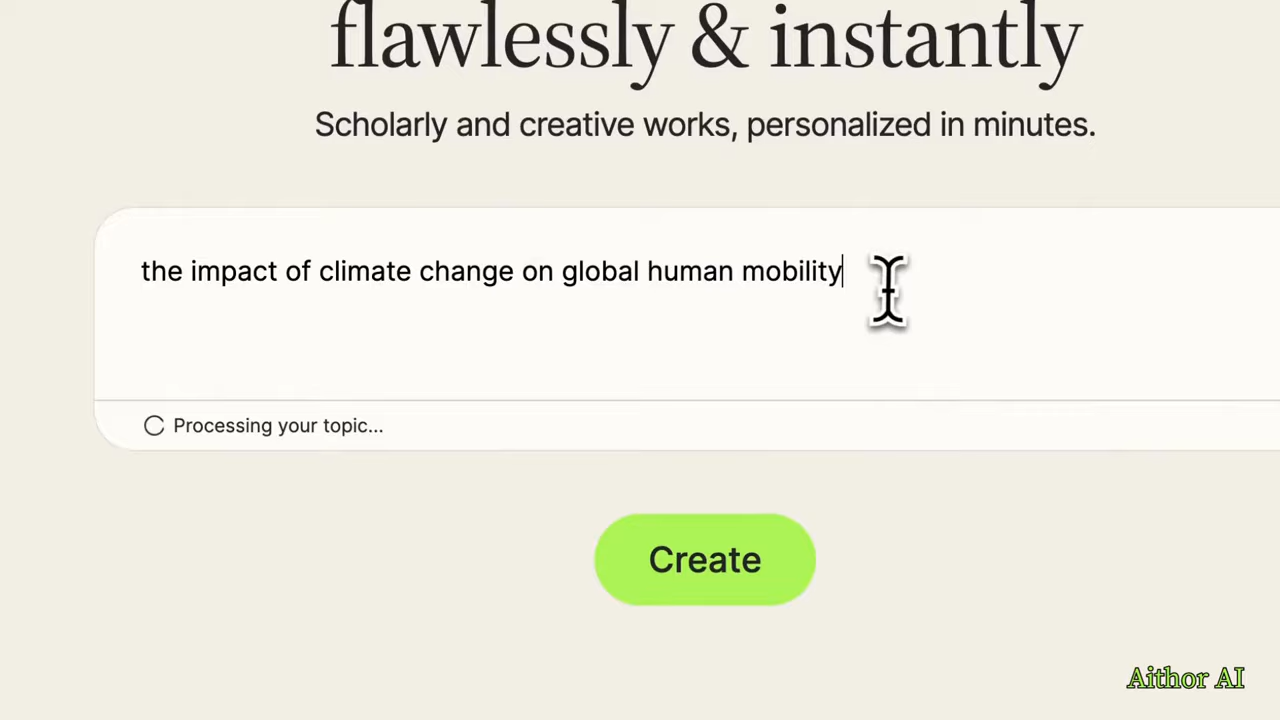 flawlessly & instantly
Scholarly and creative works, personalized in minutes.
the impact of climate change on global human mobility
Processing your topic...
Create
Aithor AI